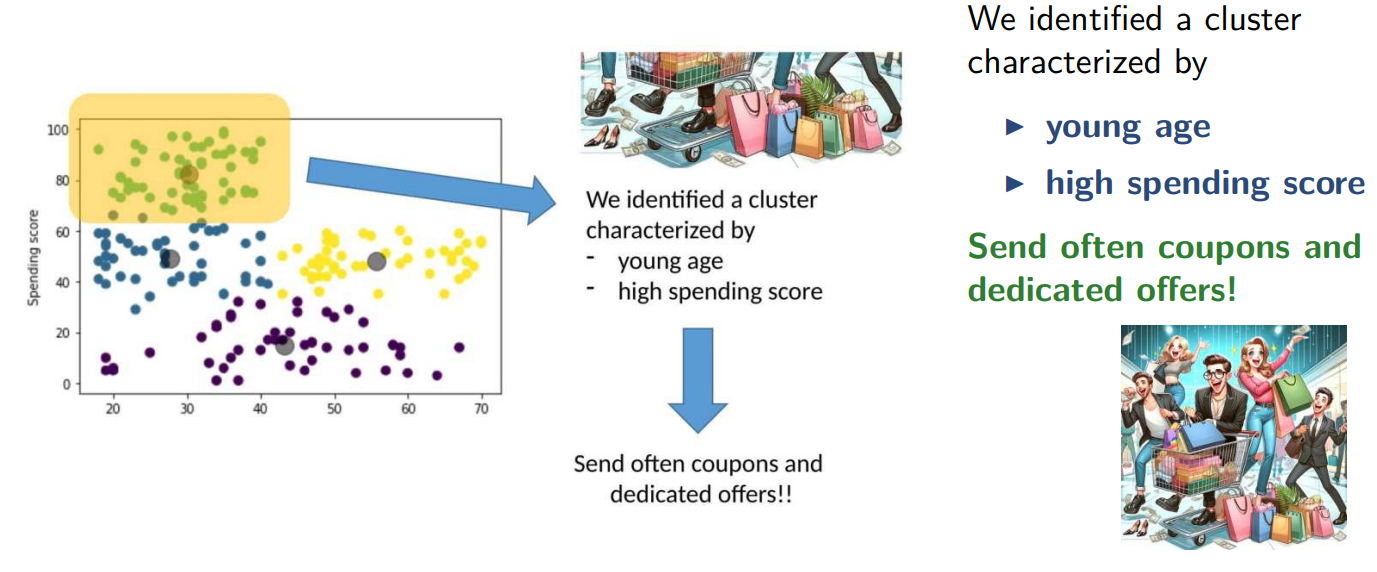 100
80
60
40
20
0
Spending score
20 30 40 50 60 70
We identified a cluster
characterized by
- young age
- high spending score
Send often coupons and
dedicated offers!!
We identified a cluster
characterized by
► young age
► high spending score
Send often coupons and
dedicated offers!